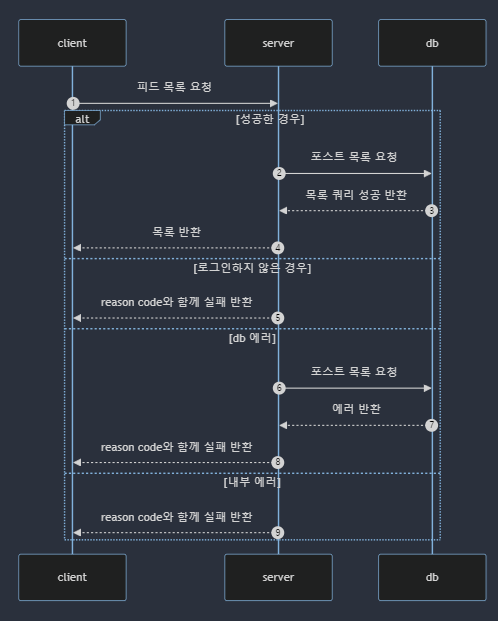 client
server
db
피드 목록 요청
1
alt
[성공한 경우]
포스트 목록 요청
2
목록 쿼리 성공 반환
3
목록 반환
4
[로그인하지 않은 경우]
reason code와 함께 실패 반환
5
[db 에러]
포스트 목록 요청
6
에러 반환
7
reason code와 함께 실패 반환
8
[내부 에러]
reason code와 함께 실패 반환
9
client
server
db